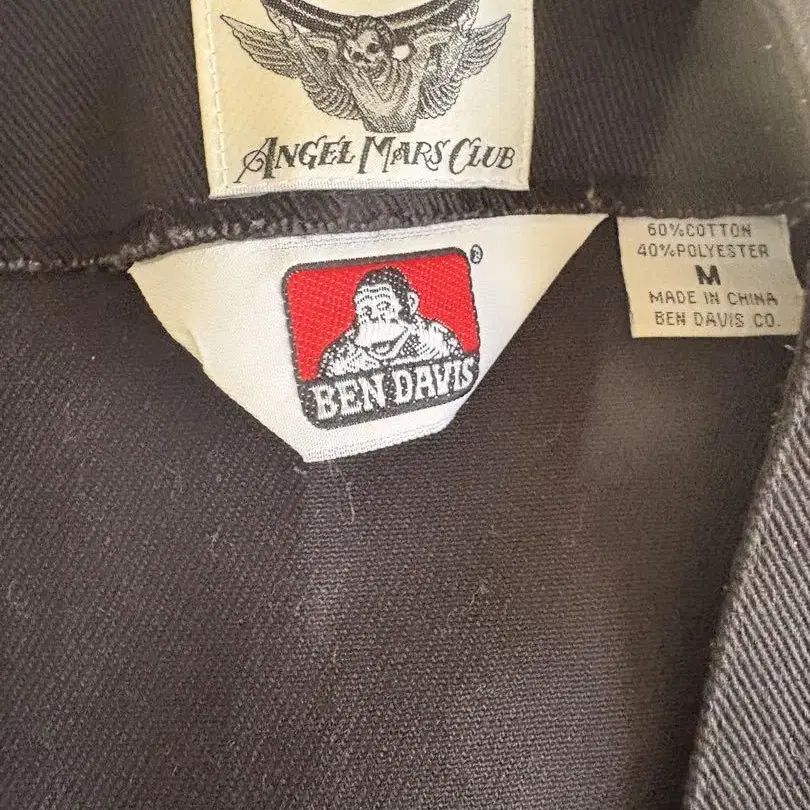 ANGEL MARS CLUB
BEN DAVIS
®
60%COTTON
40%POLYESTER
M
MADE IN CHINA
BEN DAVIS CO.